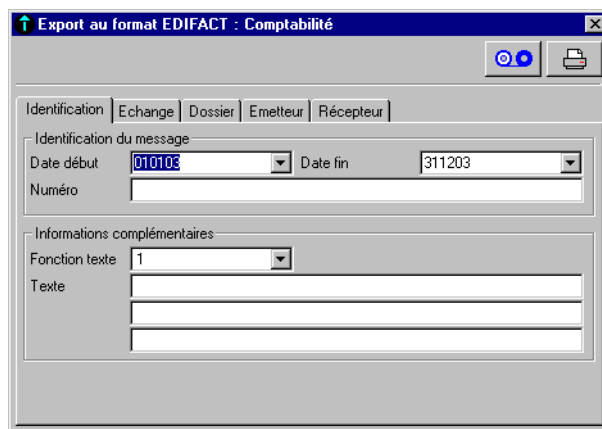 Export au format EDIFACT : Comptabilité
Identification Echange Dossier Emetteur Récepteur
Identification du message
Date début 010103 Date fin 311203
Numéro
Informations complémentaires
Fonction texte 1
Texte